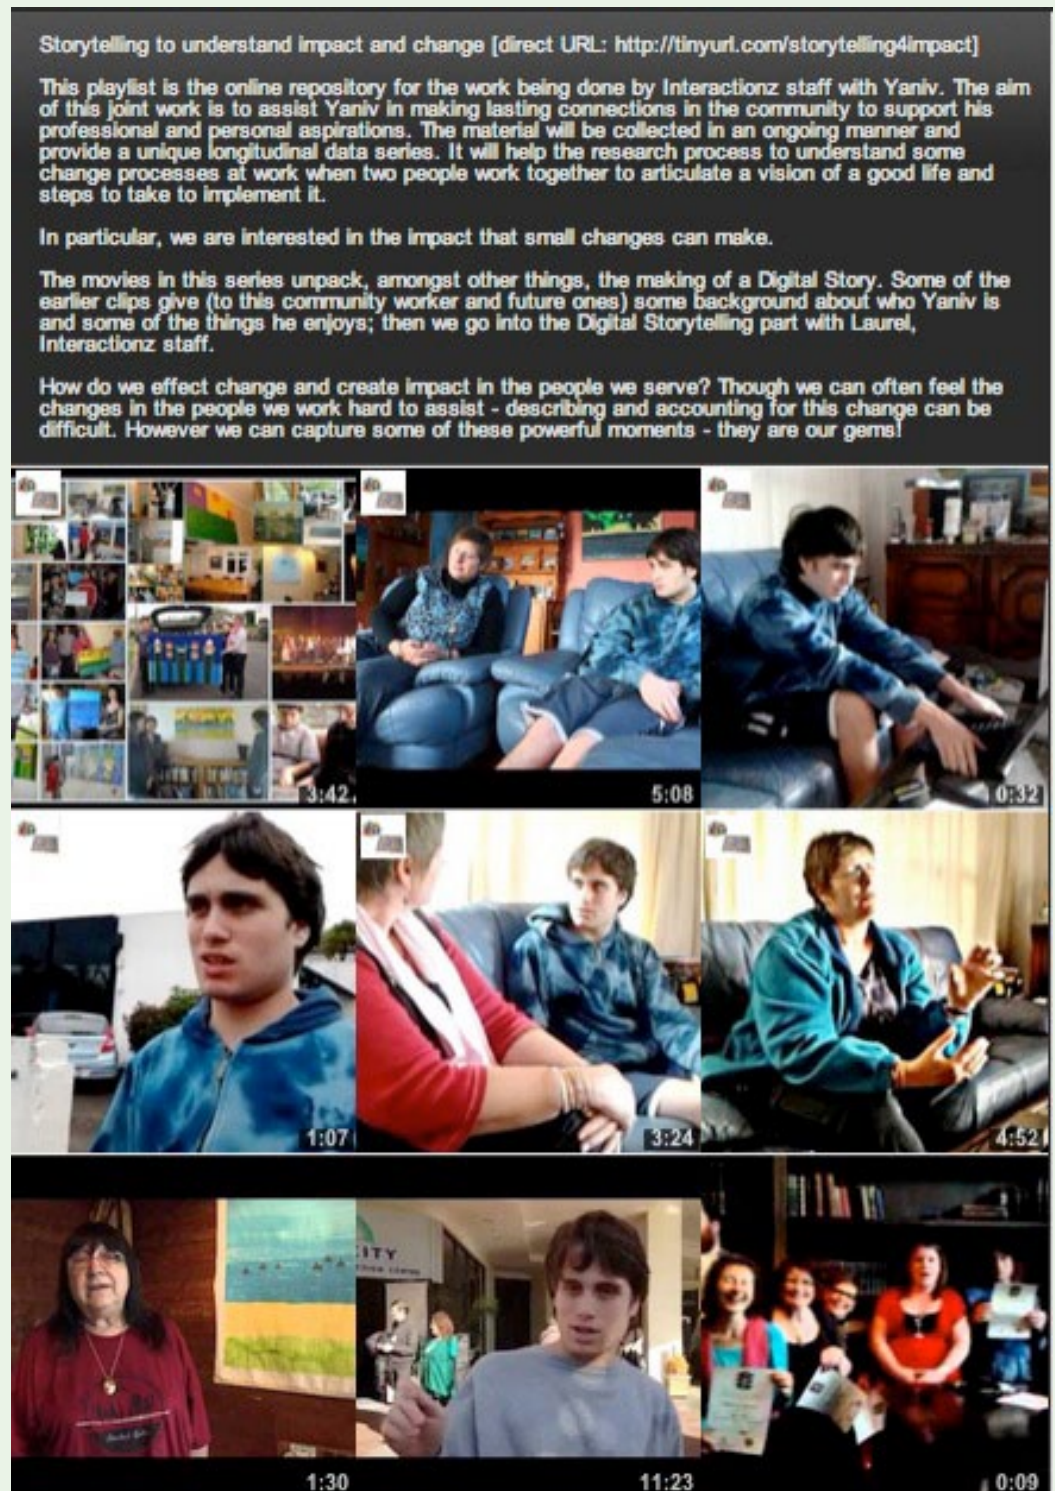 Storytelling to understand impact and change [direct URL: http://tinyurl.com/storytelling4impact]
This playlist is the online repository for the work being done by Interactionz staff with Yaniv. The aim
of this joint work is to assist Yaniv in making lasting connections in the community to support his
professional and personal aspirations. The material will be collected in an ongoing manner and
provide a unique longitudinal data series. It will help the research process to understand some
change processes at work when two people work together to articulate a vision of a good life and
steps to take to implement it.
In particular, we are interested in the impact that small changes can make.
The movies in this series unpack, amongst other things, the making of a Digital Story. Some of the
earlier clips give (to this community worker and future ones) some background about who Yaniv is
and some of the things he enjoys; then we go into the Digital Storytelling part with Laurel,
Interactionz staff.
How do we effect change and create impact in the people we serve? Though we can often feel the
changes in the people we work hard to assist - describing and accounting for this change can be
difficult. However we can capture some of these powerful moments - they are our gems!
3:42
5:08
0:32
1:07
3:24
4:52
CITY
1:30
11:23
0:09